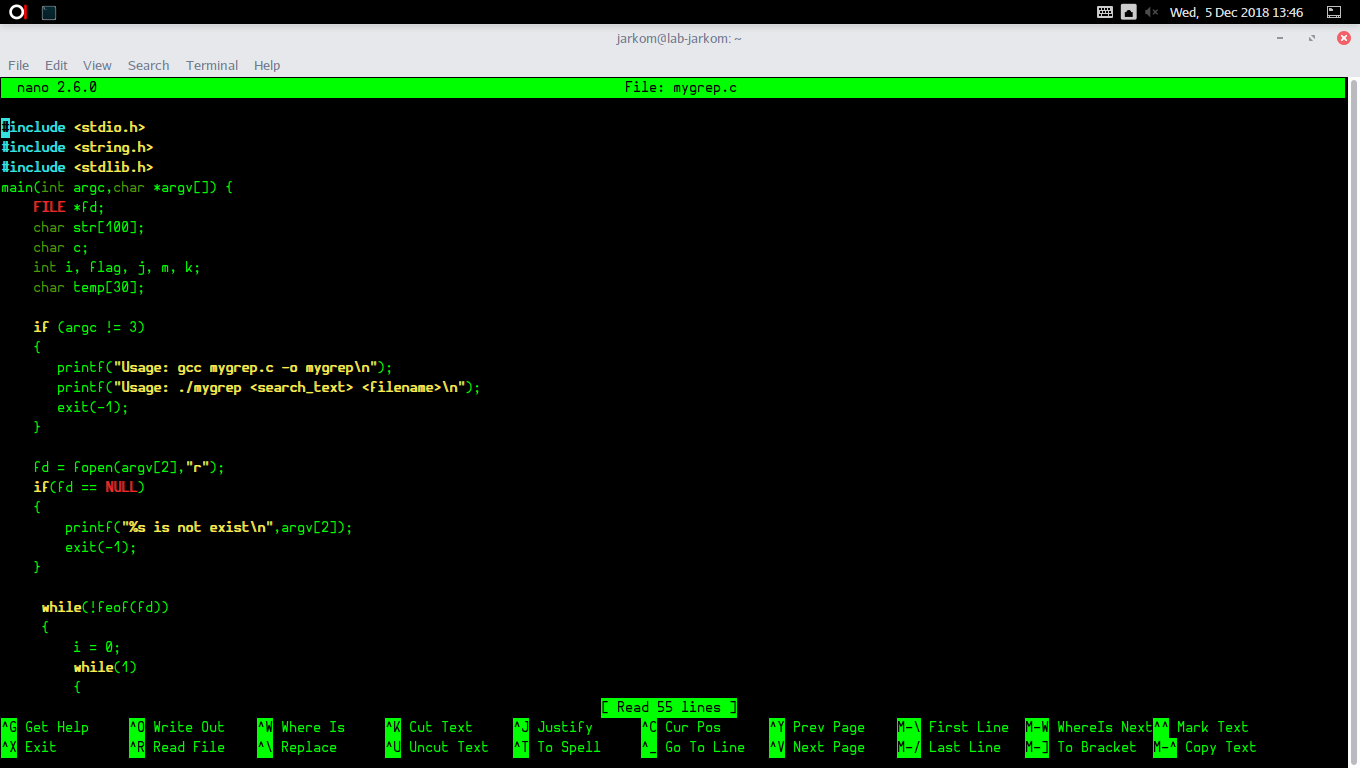 Wed, 5 Dec 2018 13:46
jarkom@lab-jarkom: ~
File Edit View Search Terminal Help
nano 2.6.0 File: mygrep.c
#include <stdio.h>
#include <string.h>
#include <stdlib.h>
main(int argc,char *argv[]) {
    FILE *fd;
    char str[100];
    char c;
    int i, flag, j, m, k;
    char temp[30];

    if (argc != 3)
    {
       printf("Usage: gcc mygrep.c -o mygrep\n");
       printf("Usage: ./mygrep <search_text> <filename>\n");
       exit(-1);
    }

    fd = fopen(argv[2],"r");
    if(fd == NULL)
    {
        printf("%s is not exist\n",argv[2]);
        exit(-1);
    }

     while(!feof(fd))
     {
         i = 0;
         while(1)
         {
[ Read 55 lines ]
^G Get Help ^O Write Out ^W Where Is ^K Cut Text ^J Justify ^C Cur Pos ^Y Prev Page M-\ First Line M-W WhereIs Next ^^ Mark Text
^X Exit ^R Read File ^\ Replace ^U Uncut Text ^T To Spell ^_ Go To Line ^V Next Page M-/ Last Line M-] To Bracket M-^ Copy Text